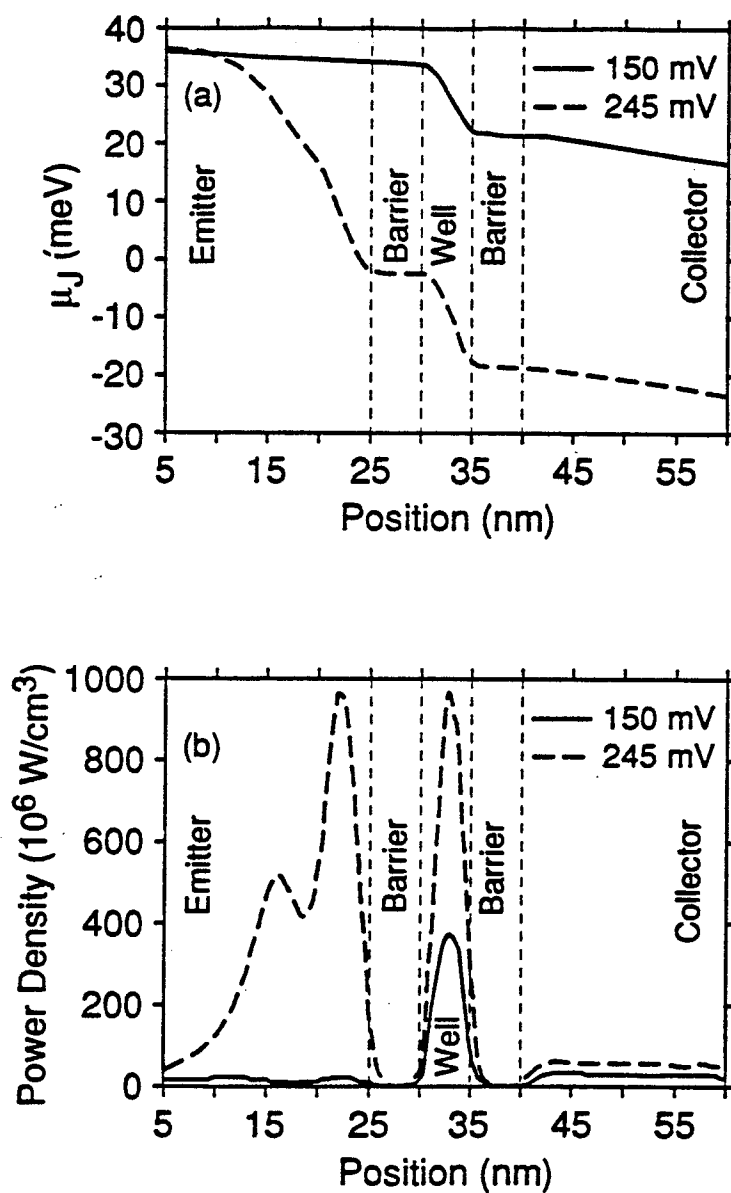 40
30
20
10
0
-10
-20
-30
μJ (meV)
(a)
150 mV
245 mV
Emitter
Barrier
Well
Barrier
Collector
5
15
25
35
45
55
Position (nm)
1000
800
600
400
200
0
Power Density (10⁶ W/cm³)
(b)
150 mV
245 mV
Emitter
Barrier
Well
Barrier
Collector
5
15
25
35
45
55
Position (nm)